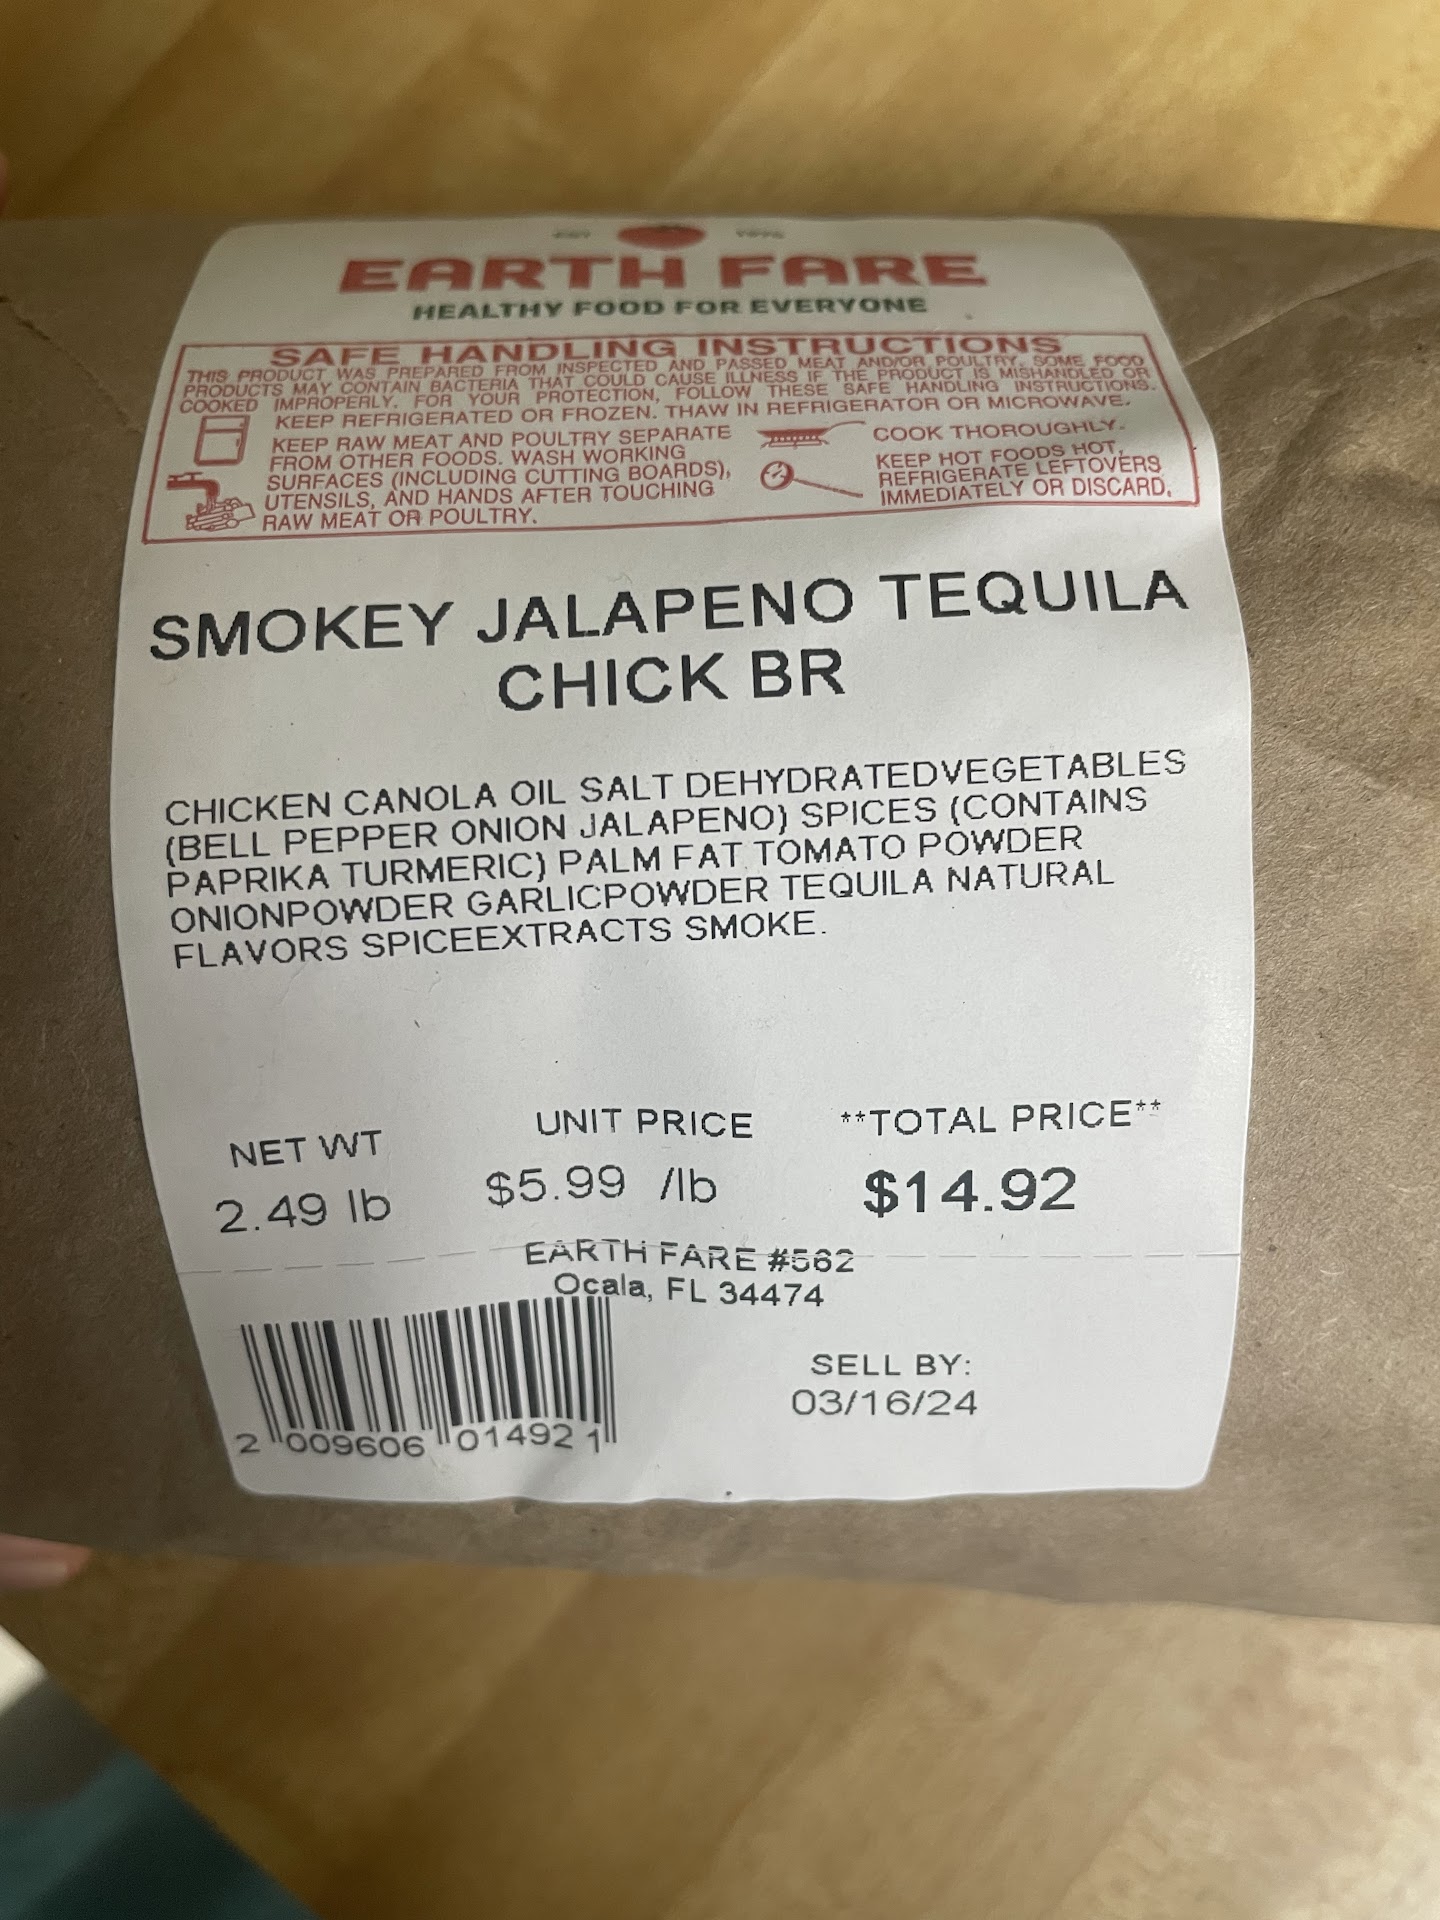 EST 1975
EARTH FARE
HEALTHY FOOD FOR EVERYONE
SAFE HANDLING INSTRUCTIONS
THIS PRODUCT WAS PREPARED FROM INSPECTED AND PASSED MEAT AND/OR POULTRY. SOME FOOD
PRODUCTS MAY CONTAIN BACTERIA THAT COULD CAUSE ILLNESS IF THE PRODUCT IS MISHANDLED OR
COOKED IMPROPERLY. FOR YOUR PROTECTION, FOLLOW THESE SAFE HANDLING INSTRUCTIONS.
KEEP REFRIGERATED OR FROZEN. THAW IN REFRIGERATOR OR MICROWAVE.
KEEP RAW MEAT AND POULTRY SEPARATE
FROM OTHER FOODS. WASH WORKING
SURFACES (INCLUDING CUTTING BOARDS),
UTENSILS, AND HANDS AFTER TOUCHING
RAW MEAT OR POULTRY.
COOK THOROUGHLY.
KEEP HOT FOODS HOT,
REFRIGERATE LEFTOVERS
IMMEDIATELY OR DISCARD.
SMOKEY JALAPENO TEQUILA
CHICK BR
CHICKEN CANOLA OIL SALT DEHYDRATEDVEGETABLES
(BELL PEPPER ONION JALAPENO) SPICES (CONTAINS
PAPRIKA TURMERIC) PALM FAT TOMATO POWDER
ONIONPOWDER GARLICPOWDER TEQUILA NATURAL
FLAVORS SPICEEXTRACTS SMOKE.
NET WT UNIT PRICE **TOTAL PRICE**
2.49 lb $5.99 /lb $14.92
EARTH FARE #562
Ocala, FL 34474
SELL BY:
03/16/24
2 009606 014921